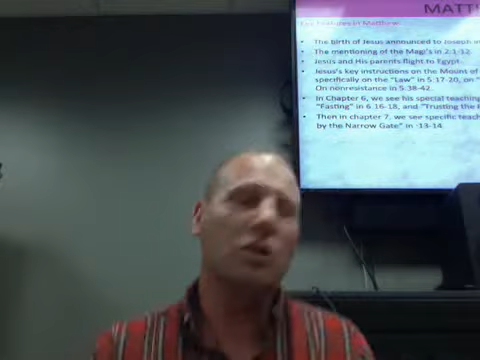 MATT
Key Features in Matthew:
• The birth of Jesus announced to Joseph
• The mentioning of the Magi's in 2:1-12.
• Jesus and His parents flight to Egypt.
• Jesus's key instructions on the Mount of
specifically on the "Law" in 5:17-20, on "
On nonresistance in 5:38-42.
• In Chapter 6, we see his special teaching
"Fasting" in 6:16-18, and "Trusting the
• Then in chapter 7, we see specific teach
by the Narrow Gate" in :13-14.